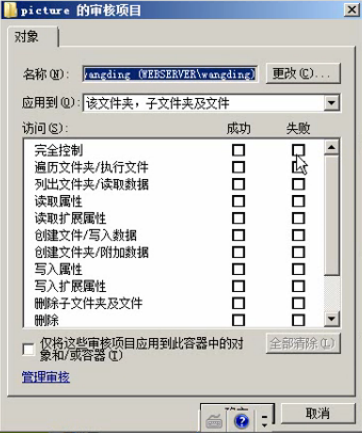 picture 的审核项目
对象
名称(N): wangding (WEBSERVER\wangding) 更改(C)...
应用到(O): 该文件夹，子文件夹及文件
访问(S): 成功 失败
完全控制
遍历文件夹/执行文件
列出文件夹/读取数据
读取属性
读取扩展属性
创建文件/写入数据
创建文件夹/附加数据
写入属性
写入扩展属性
删除子文件夹及文件
删除
仅将这些审核项目应用到此容器中的对
象和/或容器(T)
全部清除(L)
管理审核
取消